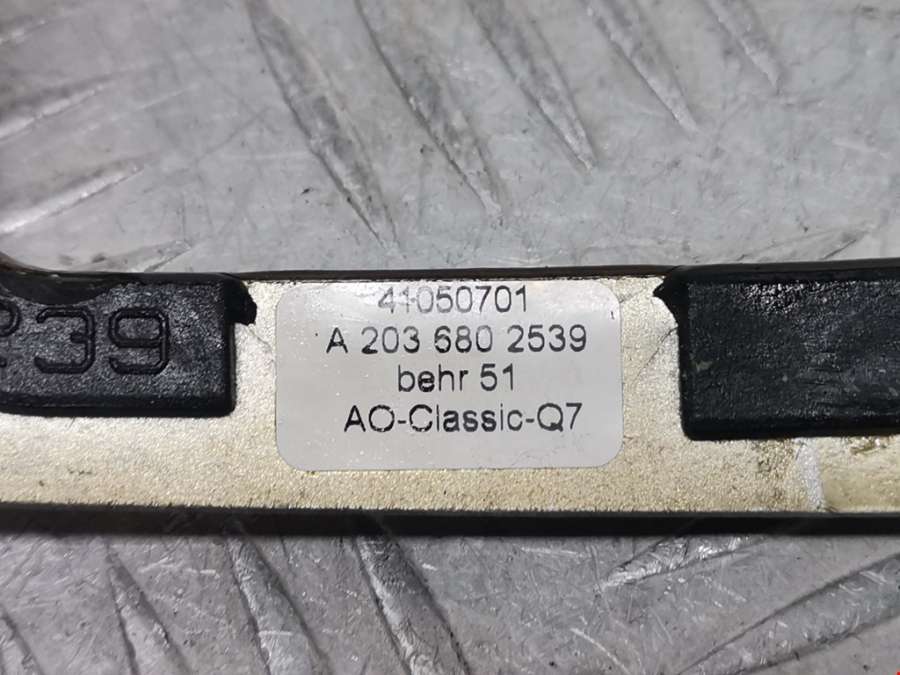 41050701
A 203 680 2539
behr 51
AO-Classic-Q7
39